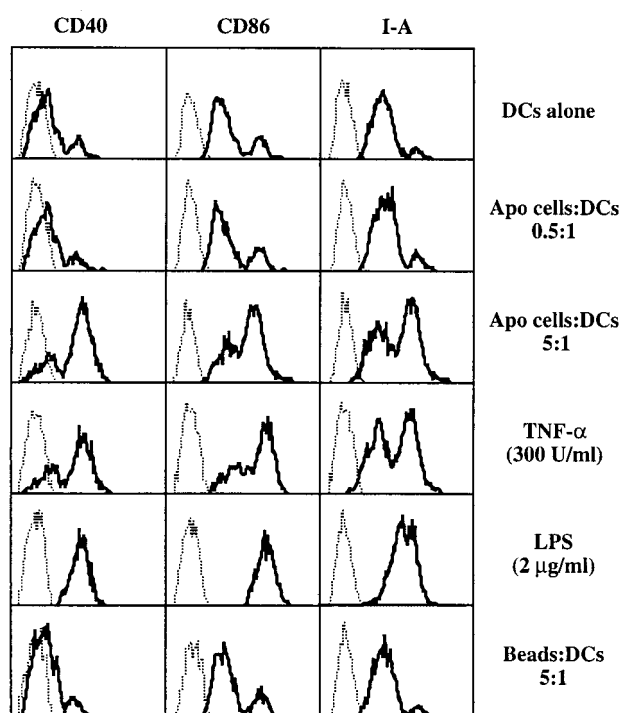 CD40 CD86 I-A
DCs alone
Apo cells:DCs
0.5:1
Apo cells:DCs
5:1
TNF-α
(300 U/ml)
LPS
(2 μg/ml)
Beads:DCs
5:1